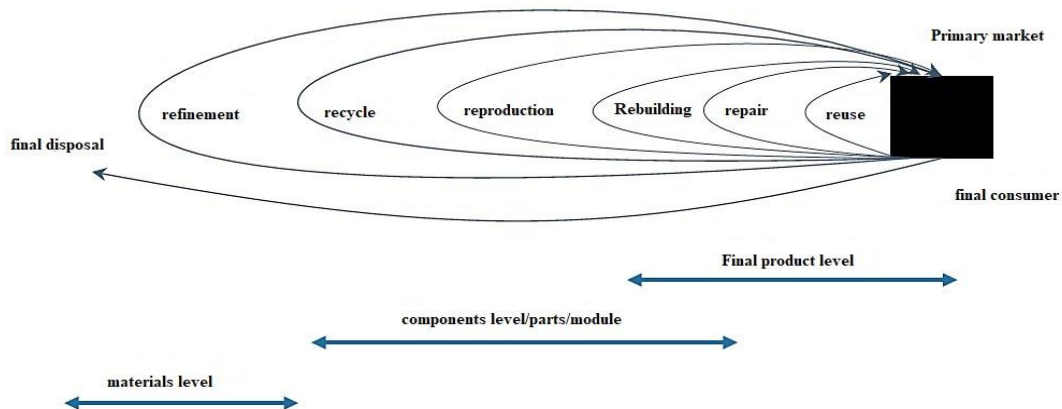 Primary market
refinement
recycle
reproduction
Rebuilding
repair
reuse
final disposal
final consumer
Final product level
components level/parts/module
materials level